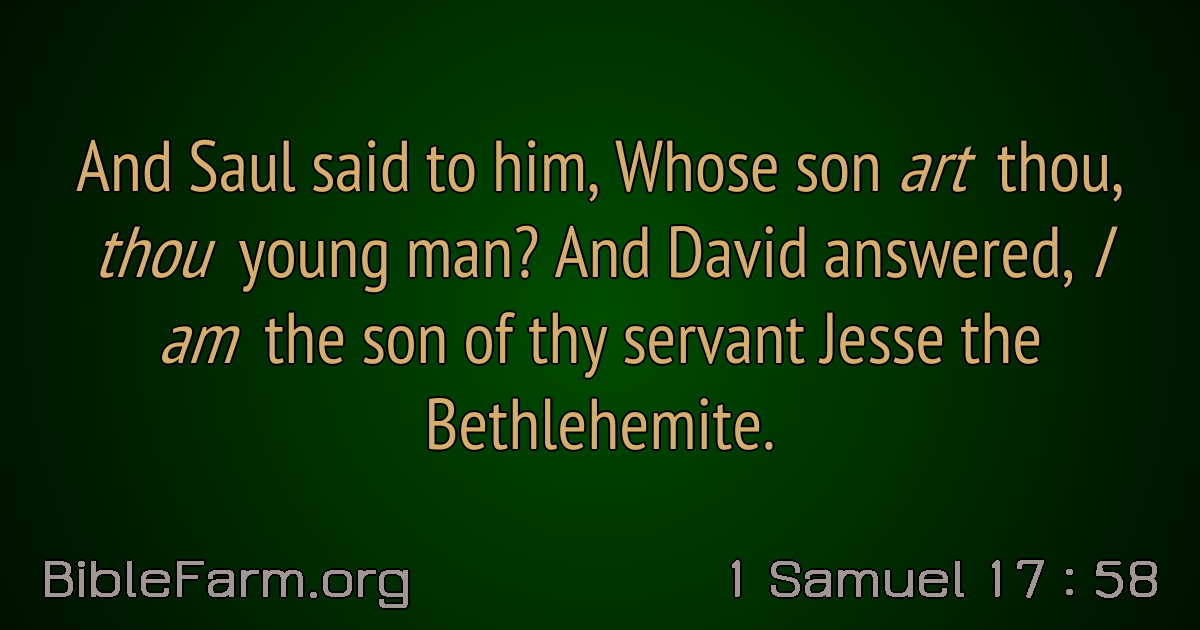 And Saul said to him, Whose son art thou,
thou young man? And David answered, I
am the son of thy servant Jesse the
Bethlehemite.
BibleFarm.org
1 Samuel 17 : 58